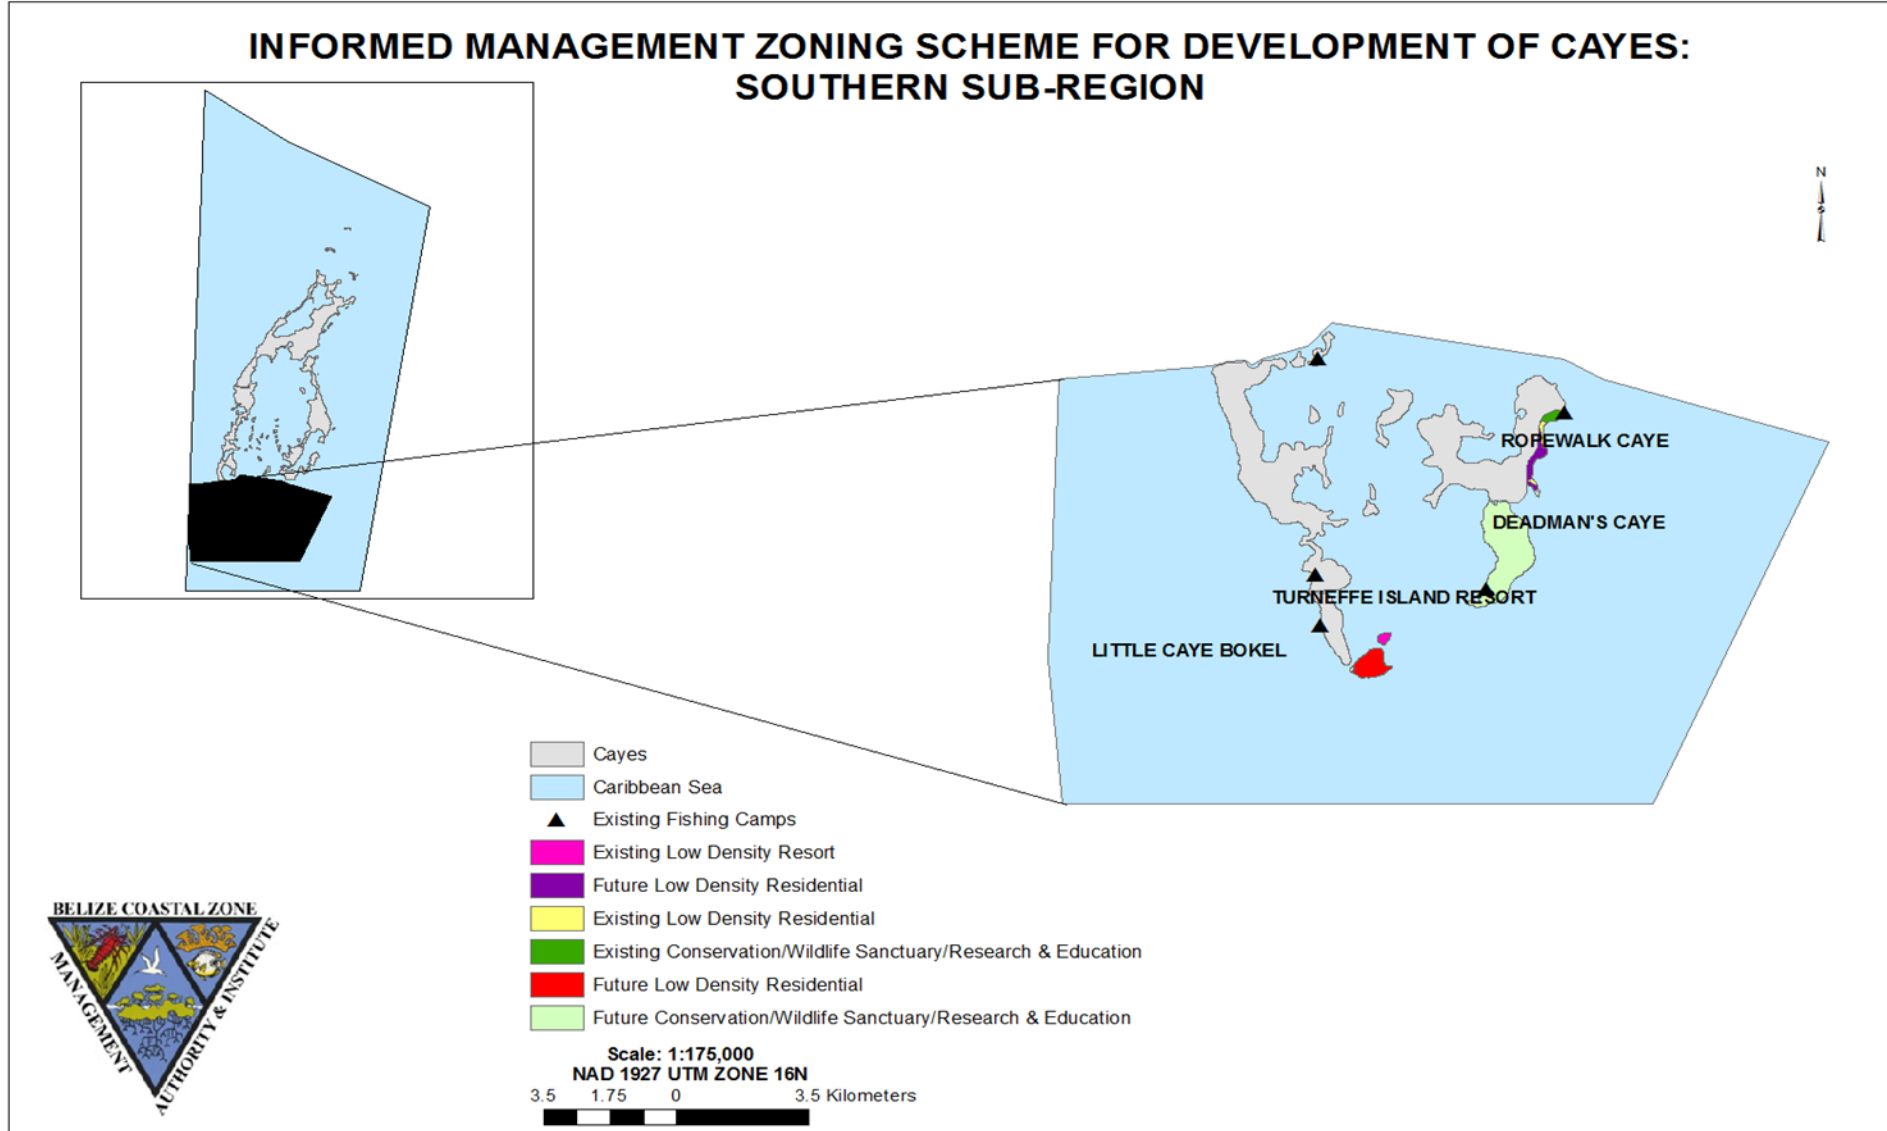 INFORMED MANAGEMENT ZONING SCHEME FOR DEVELOPMENT OF CAYES:
SOUTHERN SUB-REGION
N
ROPEWALK CAYE
DEADMAN'S CAYE
TURNEFFE ISLAND RESORT
LITTLE CAYE BOKEL
Cayes
Caribbean Sea
Existing Fishing Camps
Existing Low Density Resort
Future Low Density Residential
Existing Low Density Residential
Existing Conservation/Wildlife Sanctuary/Research & Education
Future Low Density Residential
Future Conservation/Wildlife Sanctuary/Research & Education
Scale: 1:175,000
NAD 1927 UTM ZONE 16N
3.5 1.75 0 3.5 Kilometers
BELIZE COASTAL ZONE
MANAGEMENT
AUTHORITY & INSTITUTE